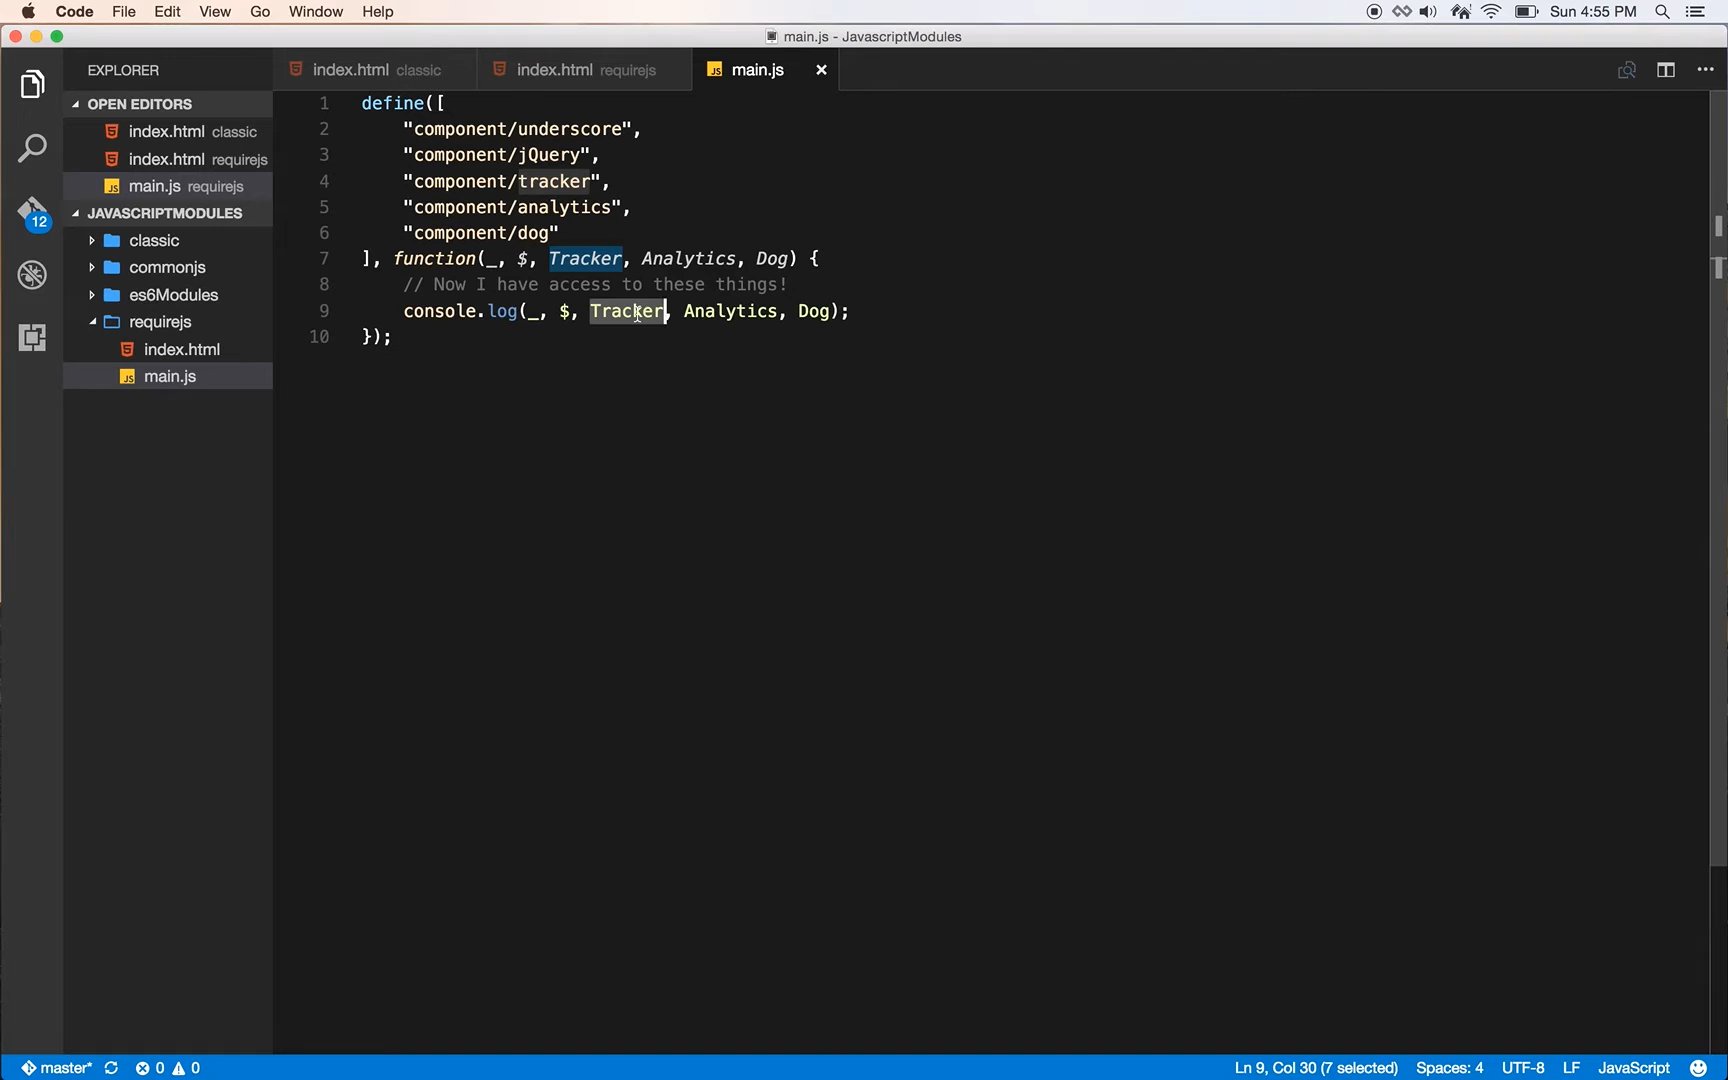 Code File Edit View Go Window Help Sun 4:55 PM
main.js - JavascriptModules
EXPLORER
index.html classic
index.html requirejs
main.js
OPEN EDITORS
index.html classic
index.html requirejs
main.js requirejs
12
JAVASCRIPTMODULES
classic
commonjs
es6Modules
requirejs
index.html
main.js
1 define([
2 "component/underscore",
3 "component/jQuery",
4 "component/tracker",
5 "component/analytics",
6 "component/dog"
7 ], function(_, $, Tracker, Analytics, Dog) {
8 // Now I have access to these things!
9 console.log(_, $, Tracker, Analytics, Dog);
10 });
master* 0 0 Ln 9, Col 30 (7 selected) Spaces: 4 UTF-8 LF JavaScript